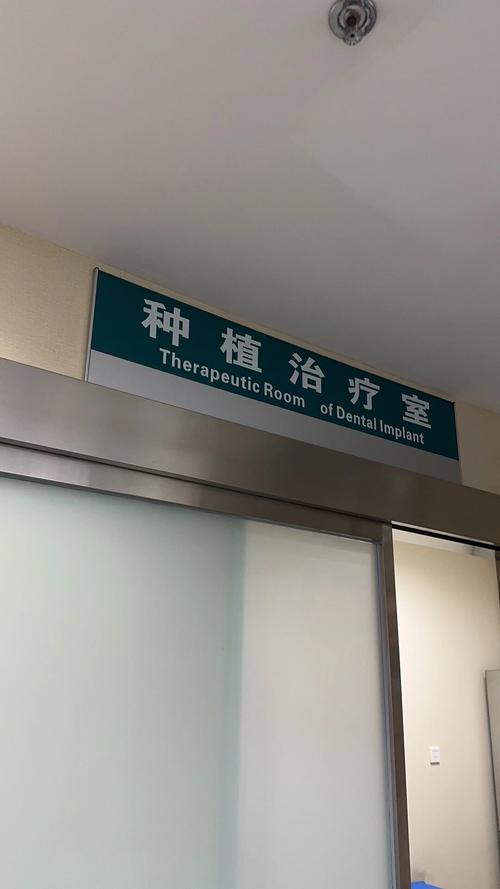 种植治疗室
Therapeutic Room of Dental Implant